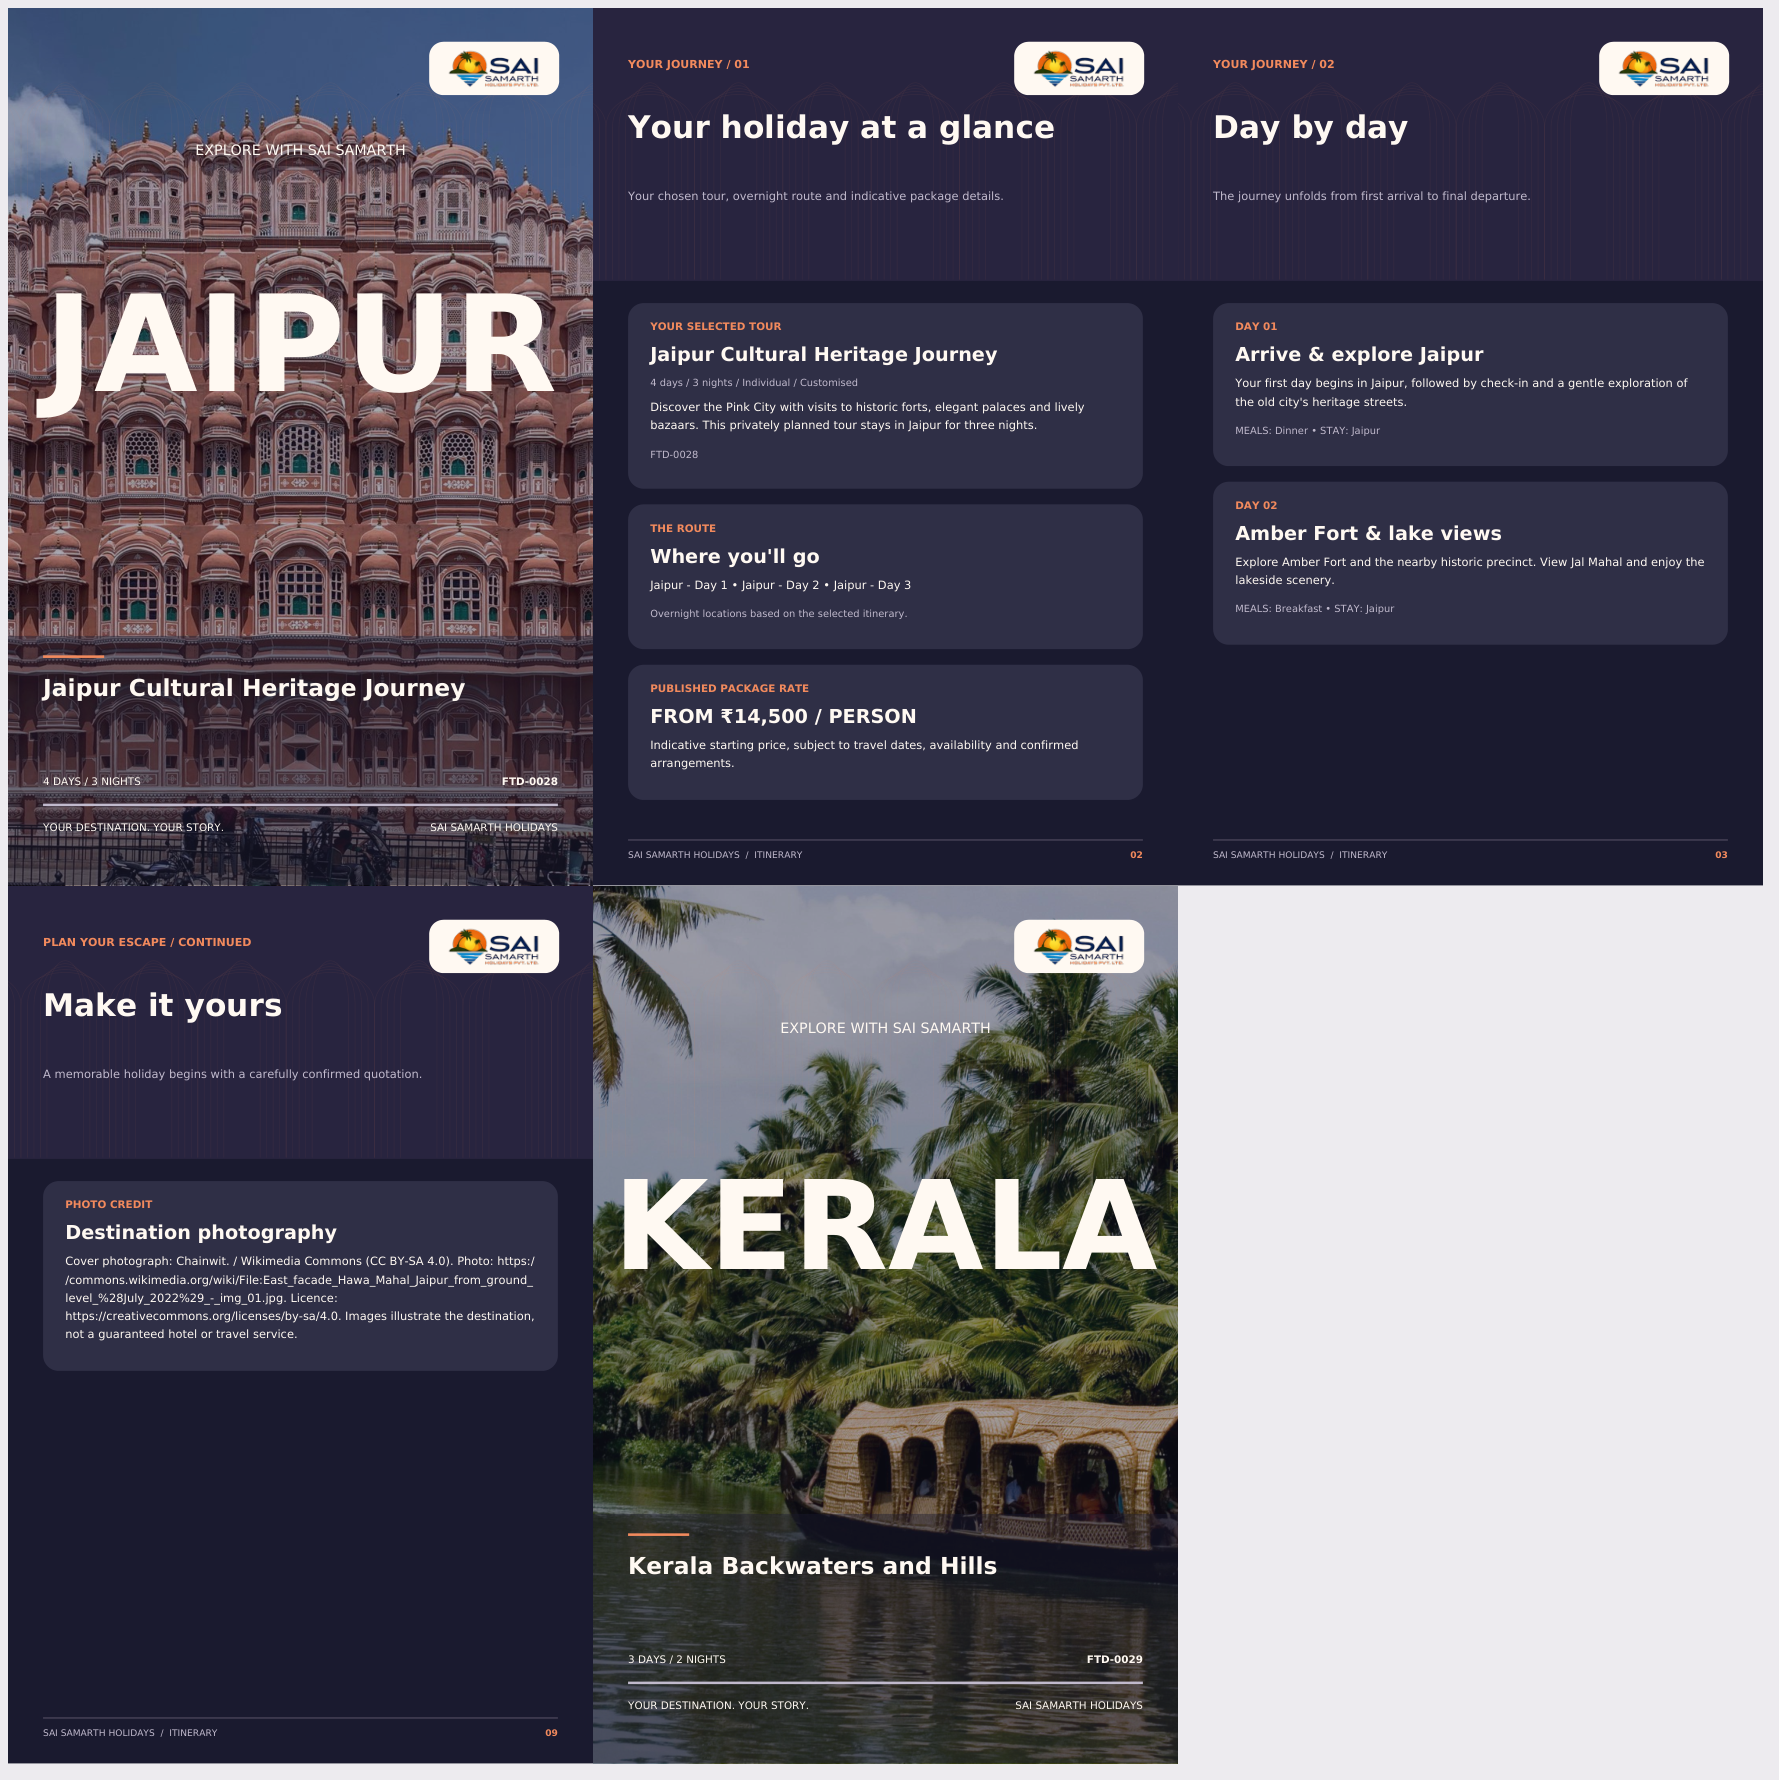 SAI
SAMARTH
HOLIDAYS PVT. LTD.
EXPLORE WITH SAI SAMARTH
JAIPUR
Jaipur Cultural Heritage Journey
4 DAYS / 3 NIGHTS
FTD-0028
YOUR DESTINATION. YOUR STORY.
SAI SAMARTH HOLIDAYS
YOUR JOURNEY / 01
SAI
SAMARTH
HOLIDAYS PVT. LTD.
Your holiday at a glance
Your chosen tour, overnight route and indicative package details.
YOUR SELECTED TOUR
Jaipur Cultural Heritage Journey
4 days / 3 nights / Individual / Customised
Discover the Pink City with visits to historic forts, elegant palaces and lively
bazaars. This privately planned tour stays in Jaipur for three nights.
FTD-0028
THE ROUTE
Where you'll go
Jaipur - Day 1 • Jaipur - Day 2 • Jaipur - Day 3
Overnight locations based on the selected itinerary.
PUBLISHED PACKAGE RATE
FROM ₹14,500 / PERSON
Indicative starting price, subject to travel dates, availability and confirmed
arrangements.
SAI SAMARTH HOLIDAYS / ITINERARY
02
YOUR JOURNEY / 02
SAI
SAMARTH
HOLIDAYS PVT. LTD.
Day by day
The journey unfolds from first arrival to final departure.
DAY 01
Arrive & explore Jaipur
Your first day begins in Jaipur, followed by check-in and a gentle exploration of
the old city's heritage streets.
MEALS: Dinner • STAY: Jaipur
DAY 02
Amber Fort & lake views
Explore Amber Fort and the nearby historic precinct. View Jal Mahal and enjoy the
lakeside scenery.
MEALS: Breakfast • STAY: Jaipur
SAI SAMARTH HOLIDAYS / ITINERARY
03
PLAN YOUR ESCAPE / CONTINUED
SAI
SAMARTH
HOLIDAYS PVT. LTD.
Make it yours
A memorable holiday begins with a carefully confirmed quotation.
PHOTO CREDIT
Destination photography
Cover photograph: Chainwit. / Wikimedia Commons (CC BY-SA 4.0). Photo: https:/
/commons.wikimedia.org/wiki/File:East_facade_Hawa_Mahal_Jaipur_from_ground_
level_%28July_2022%29_-_img_01.jpg. Licence:
https://creativecommons.org/licenses/by-sa/4.0. Images illustrate the destination,
not a guaranteed hotel or travel service.
SAI SAMARTH HOLIDAYS / ITINERARY
09
SAI
SAMARTH
HOLIDAYS PVT. LTD.
EXPLORE WITH SAI SAMARTH
KERALA
Kerala Backwaters and Hills
3 DAYS / 2 NIGHTS
FTD-0029
YOUR DESTINATION. YOUR STORY.
SAI SAMARTH HOLIDAYS